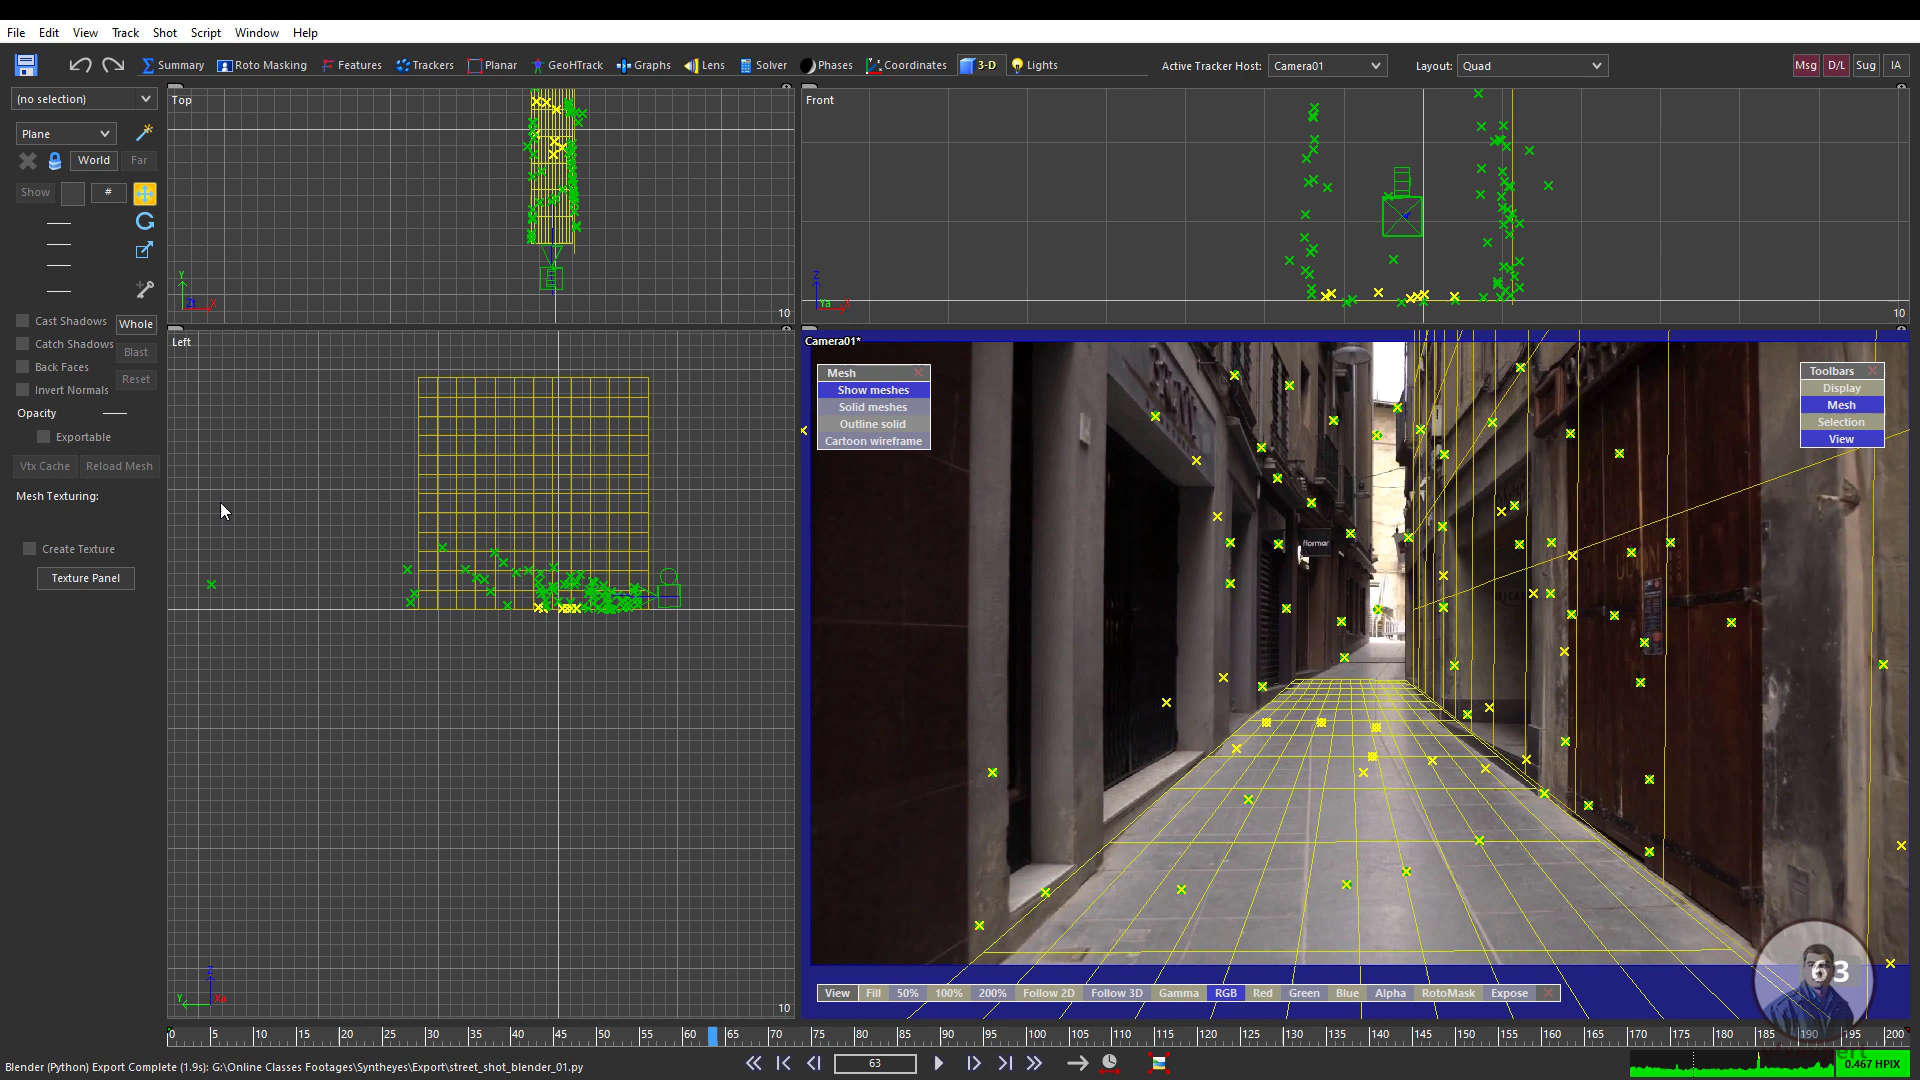 File Edit View Track Shot Script Window Help
Summary Roto Masking Features Trackers Planar GeoHTrack Graphs Lens Solver Phases Coordinates 3-D Lights Active Tracker Host: Camera01 Layout: Quad Msg D/L Sug IA
(no selection)
Plane
World Far
Show #
Cast Shadows Whole
Catch Shadows Blast
Back Faces Reset
Invert Normals
Opacity
Exportable
Vtx Cache Reload Mesh
Mesh Texturing:
Create Texture
Texture Panel
Top
Y
X
10
Front
Z
Ya X
10
Left
Z
Y Xa
10
Camera01*
Mesh
Show meshes
Solid meshes
Outline solid
Cartoon wireframe
Toolbars
Display
Mesh
Selection
View
flormar
63
View Fill 50% 100% 200% Follow 2D Follow 3D Gamma RGB Red Green Blue Alpha RotoMask Expose
0 5 10 15 20 25 30 35 40 45 50 55 60 65 70 75 80 85 90 95 100 105 110 115 120 125 130 135 140 145 150 155 160 165 170 175 180 185 190 195 200
63
0.467 HPIX
Blender (Python) Export Complete (1.9s): G:\Online Classes Footages\Syntheyes\Export\street_shot_blender_01.py